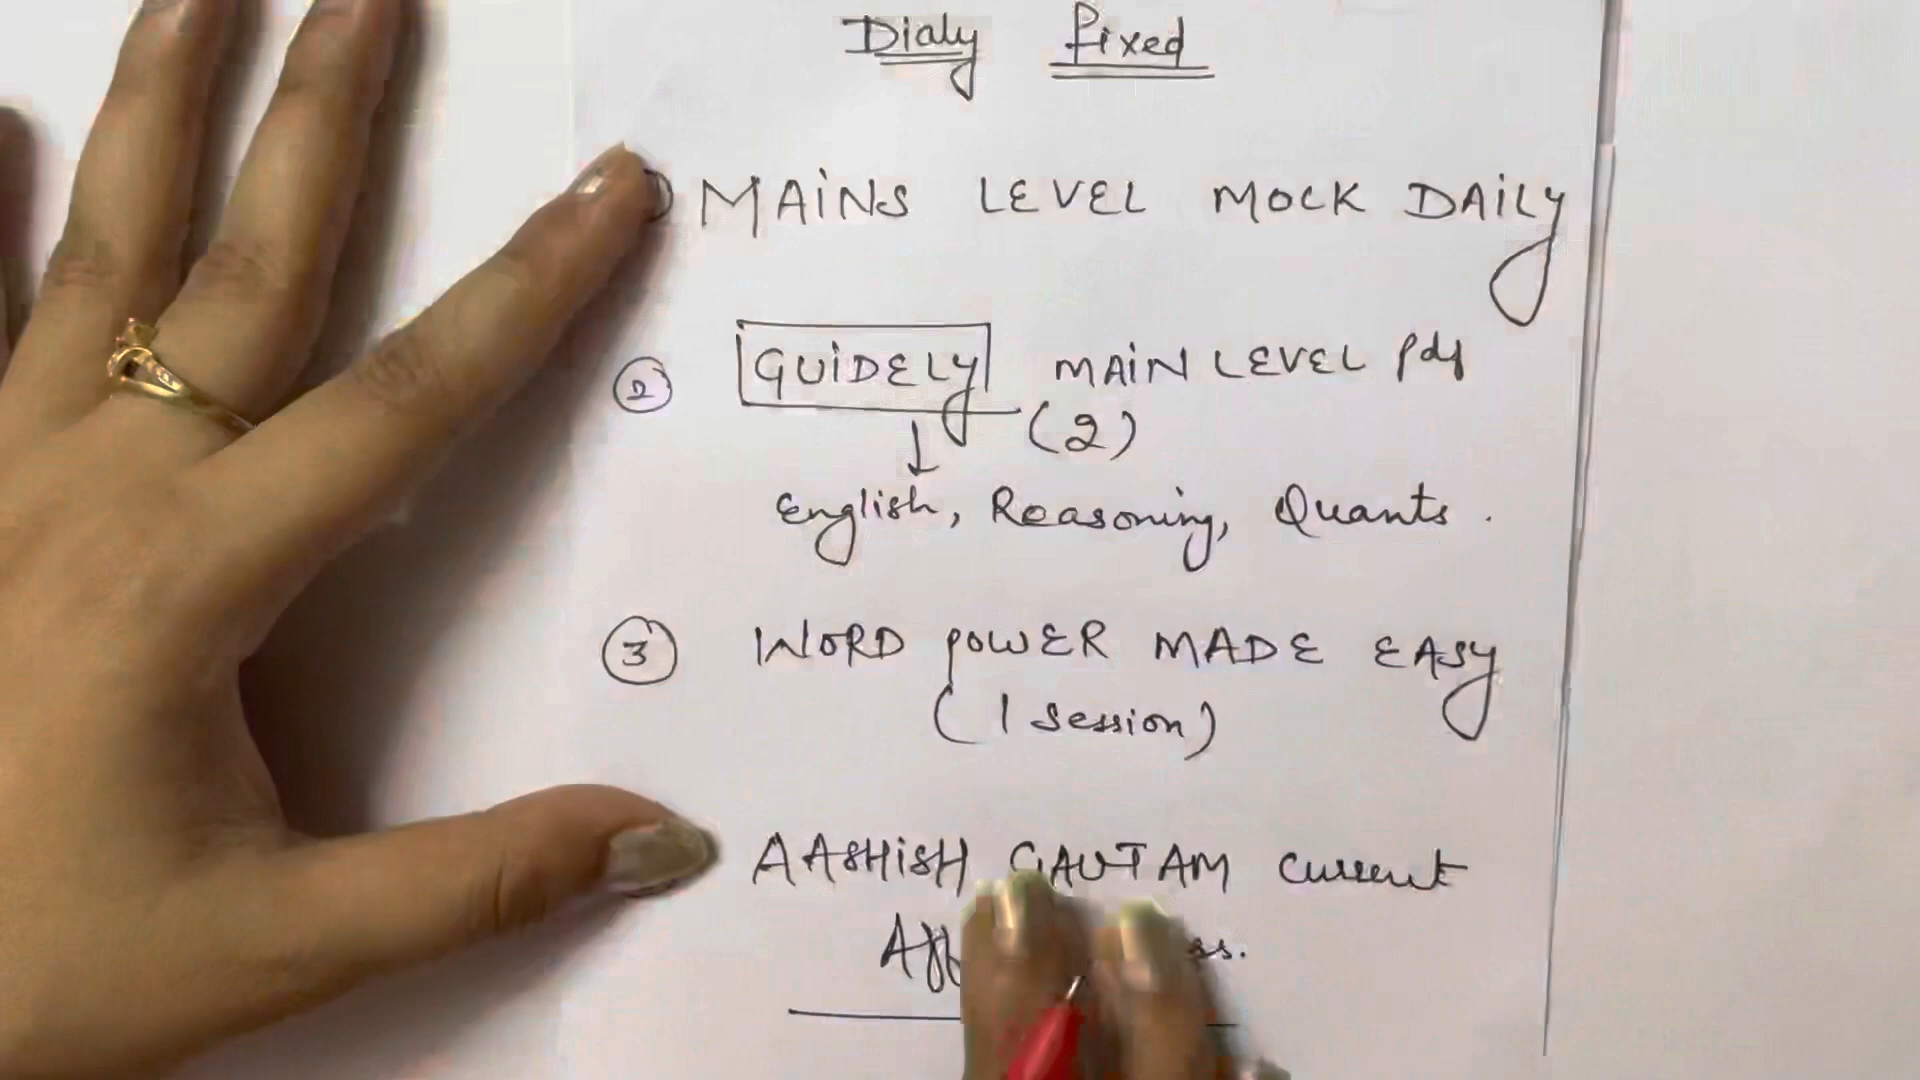 Dialy fixed
MAINS LEVEL MOCK DAILY
2 GUIDELY MAIN LEVEL Pdf
(2)
English, Reasoning, Quants.
3 WORD POWER MADE EASY
(1 session)
AASHISH GAUTAM current